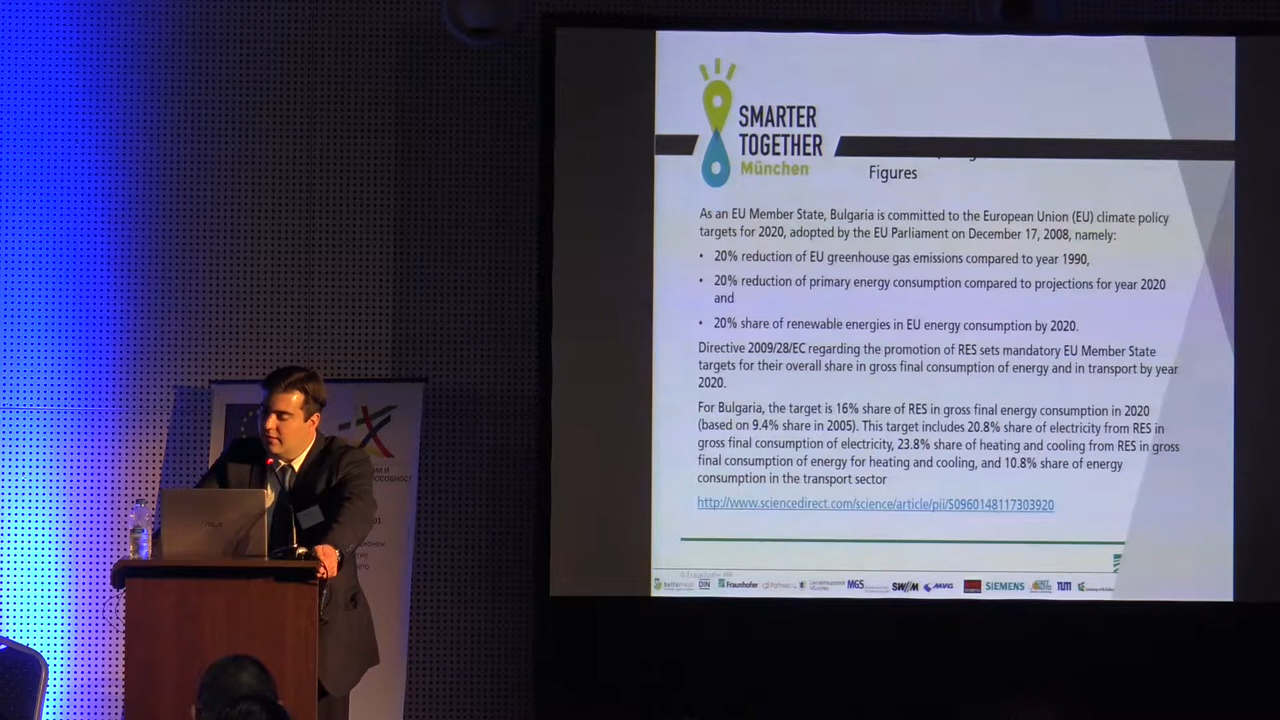 SMARTER
TOGETHER
München
Figures
As an EU Member State, Bulgaria is committed to the European Union (EU) climate policy
targets for 2020, adopted by the EU Parliament on December 17, 2008, namely:
• 20% reduction of EU greenhouse gas emissions compared to year 1990,
• 20% reduction of primary energy consumption compared to projections for year 2020
and
• 20% share of renewable energies in EU energy consumption by 2020.
Directive 2009/28/EC regarding the promotion of RES sets mandatory EU Member State
targets for their overall share in gross final consumption of energy and in transport by year
2020.
For Bulgaria, the target is 16% share of RES in gross final energy consumption in 2020
(based on 9.4% share in 2005). This target includes 20.8% share of electricity from RES in
gross final consumption of electricity, 23.8% share of heating and cooling from RES in gross
final consumption of energy for heating and cooling, and 10.8% share of energy
consumption in the transport sector
http://www.sciencedirect.com/science/article/pii/S0960148117303920
© Fraunhofer
DIN Fraunhofer MGS SWM MVG SIEMENS TUM